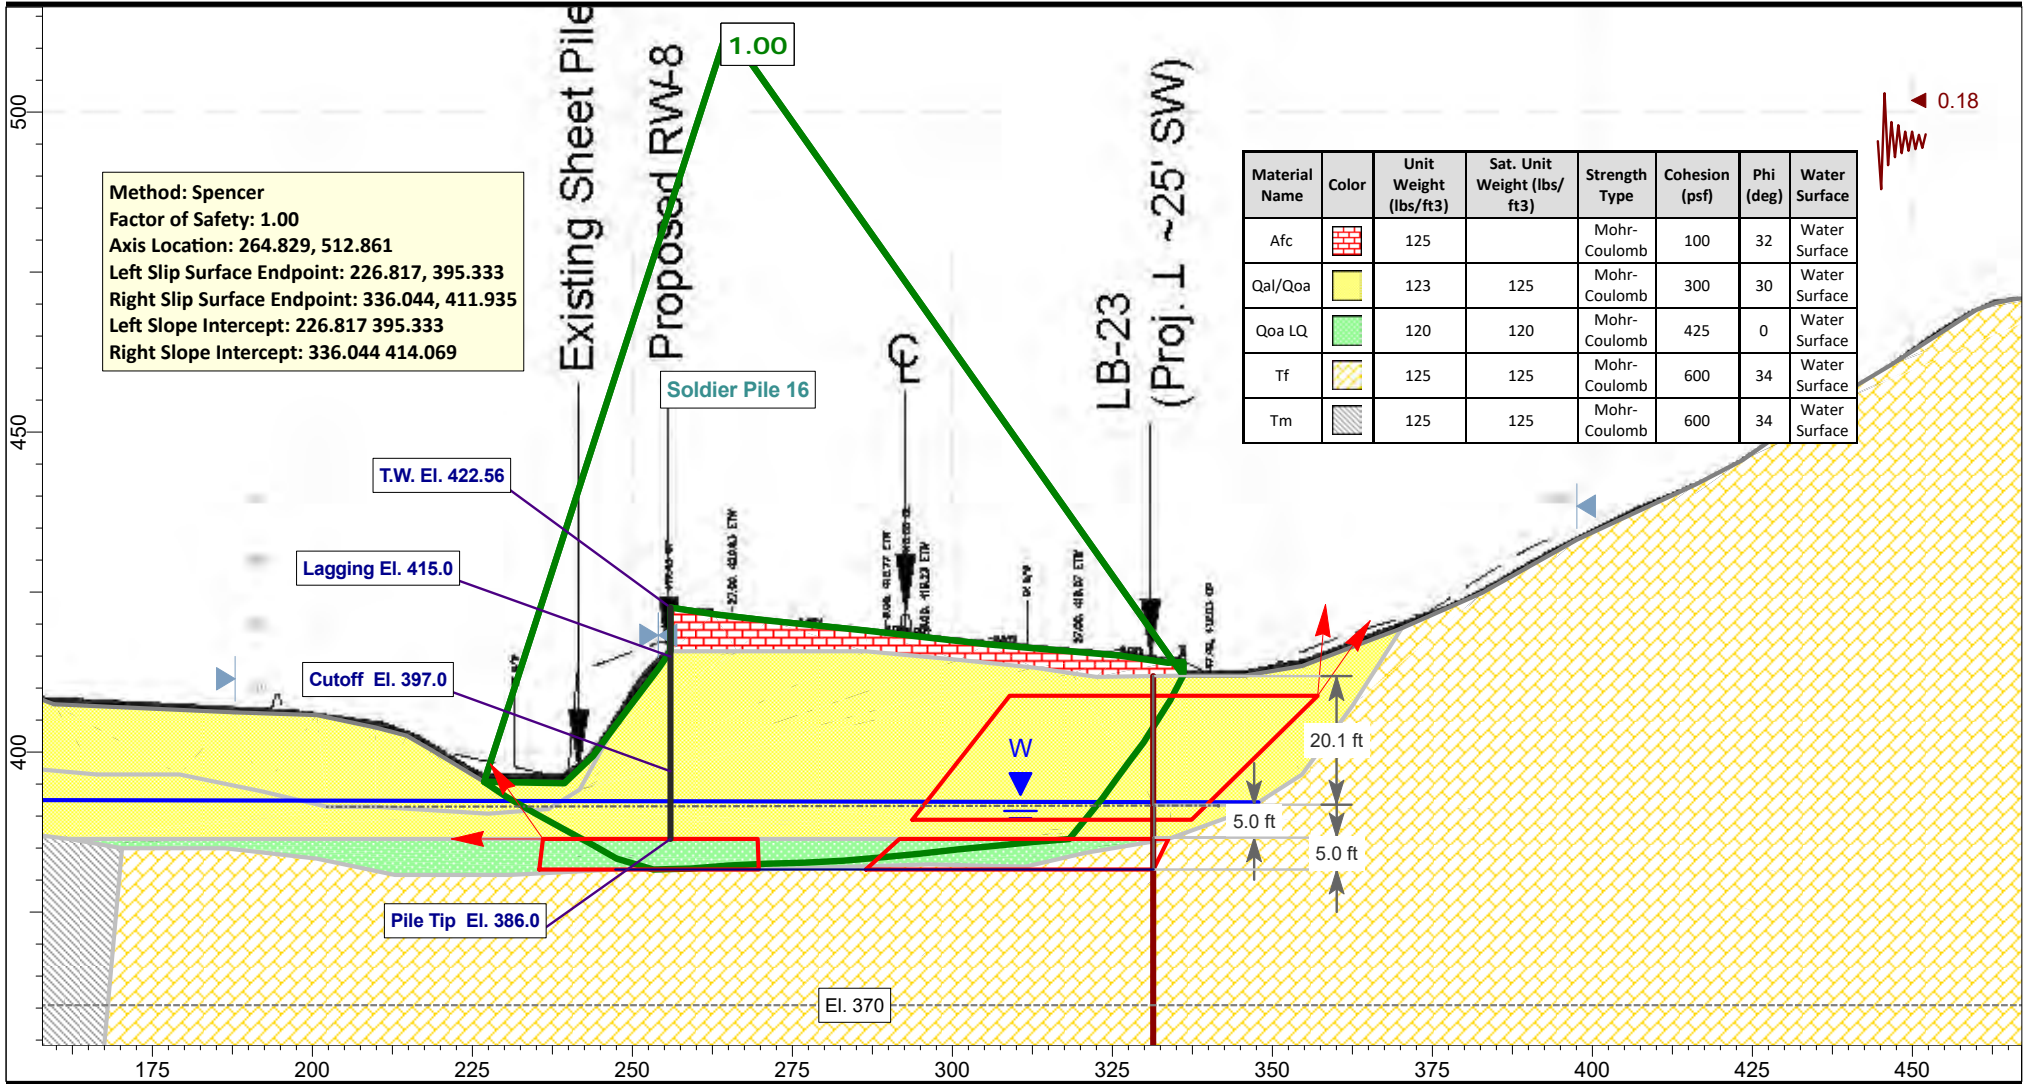 1.00
0.18
Method: Spencer
Factor of Safety: 1.00
Axis Location: 264.829, 512.861
Left Slip Surface Endpoint: 226.817, 395.333
Right Slip Surface Endpoint: 336.044, 411.935
Left Slope Intercept: 226.817 395.333
Right Slope Intercept: 336.044 414.069
Existing Sheet Pile
Proposed RW-8
LB-23
(Proj. ⊥ ~25' SW)
Material Name Color Unit Weight (lbs/ft3) Sat. Unit Weight (lbs/ft3) Strength Type Cohesion (psf) Phi (deg) Water Surface
Afc 125 Mohr-Coulomb 100 32 Water Surface
Qal/Qoa 123 125 Mohr-Coulomb 300 30 Water Surface
Qoa LQ 120 120 Mohr-Coulomb 425 0 Water Surface
Tf 125 125 Mohr-Coulomb 600 34 Water Surface
Tm 125 125 Mohr-Coulomb 600 34 Water Surface
Soldier Pile 16
T.W. El. 422.56
Lagging El. 415.0
Cutoff El. 397.0
Pile Tip El. 386.0
W
20.1 ft
5.0 ft
5.0 ft
El. 370
500
450
400
175 200 225 250 275 300 325 350 375 400 425 450